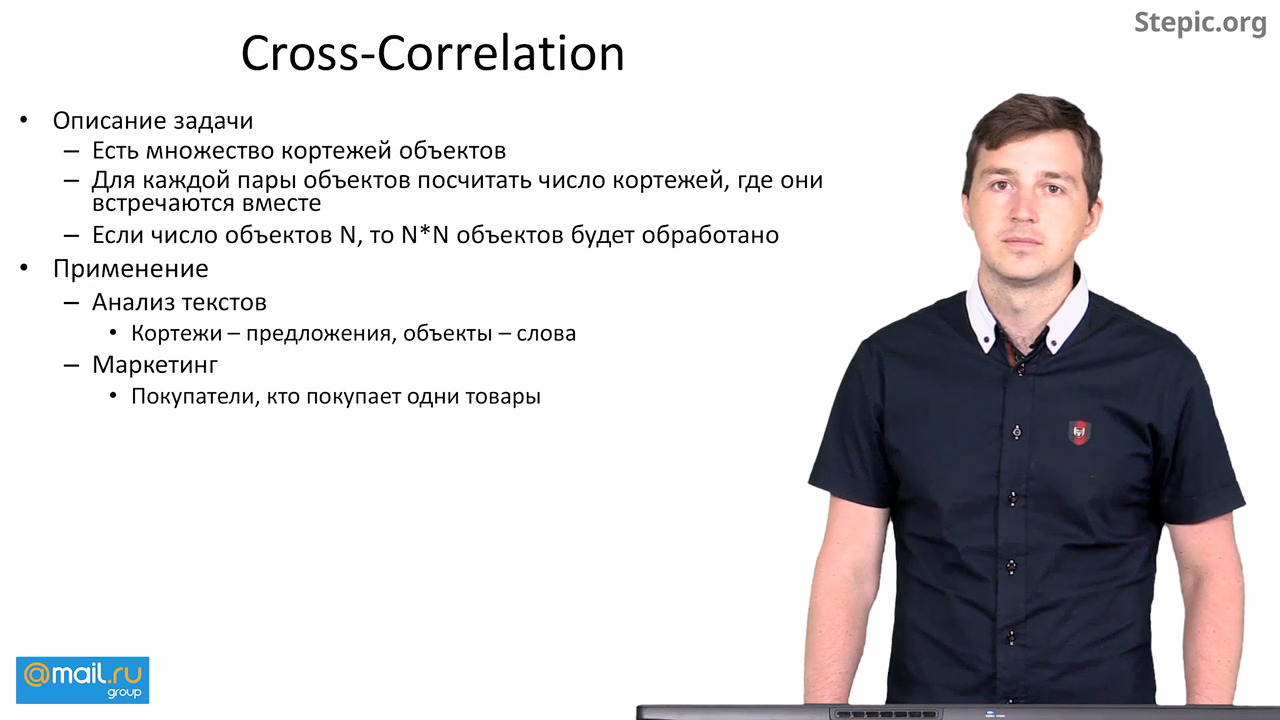 Stepic.org
Cross-Correlation
• Описание задачи
– Есть множество кортежей объектов
– Для каждой пары объектов посчитать число кортежей, где они
встречаются вместе
– Если число объектов N, то N*N объектов будет обработано
• Применение
– Анализ текстов
• Кортежи – предложения, объекты – слова
– Маркетинг
• Покупатели, кто покупает одни товары
@mail.ru
group